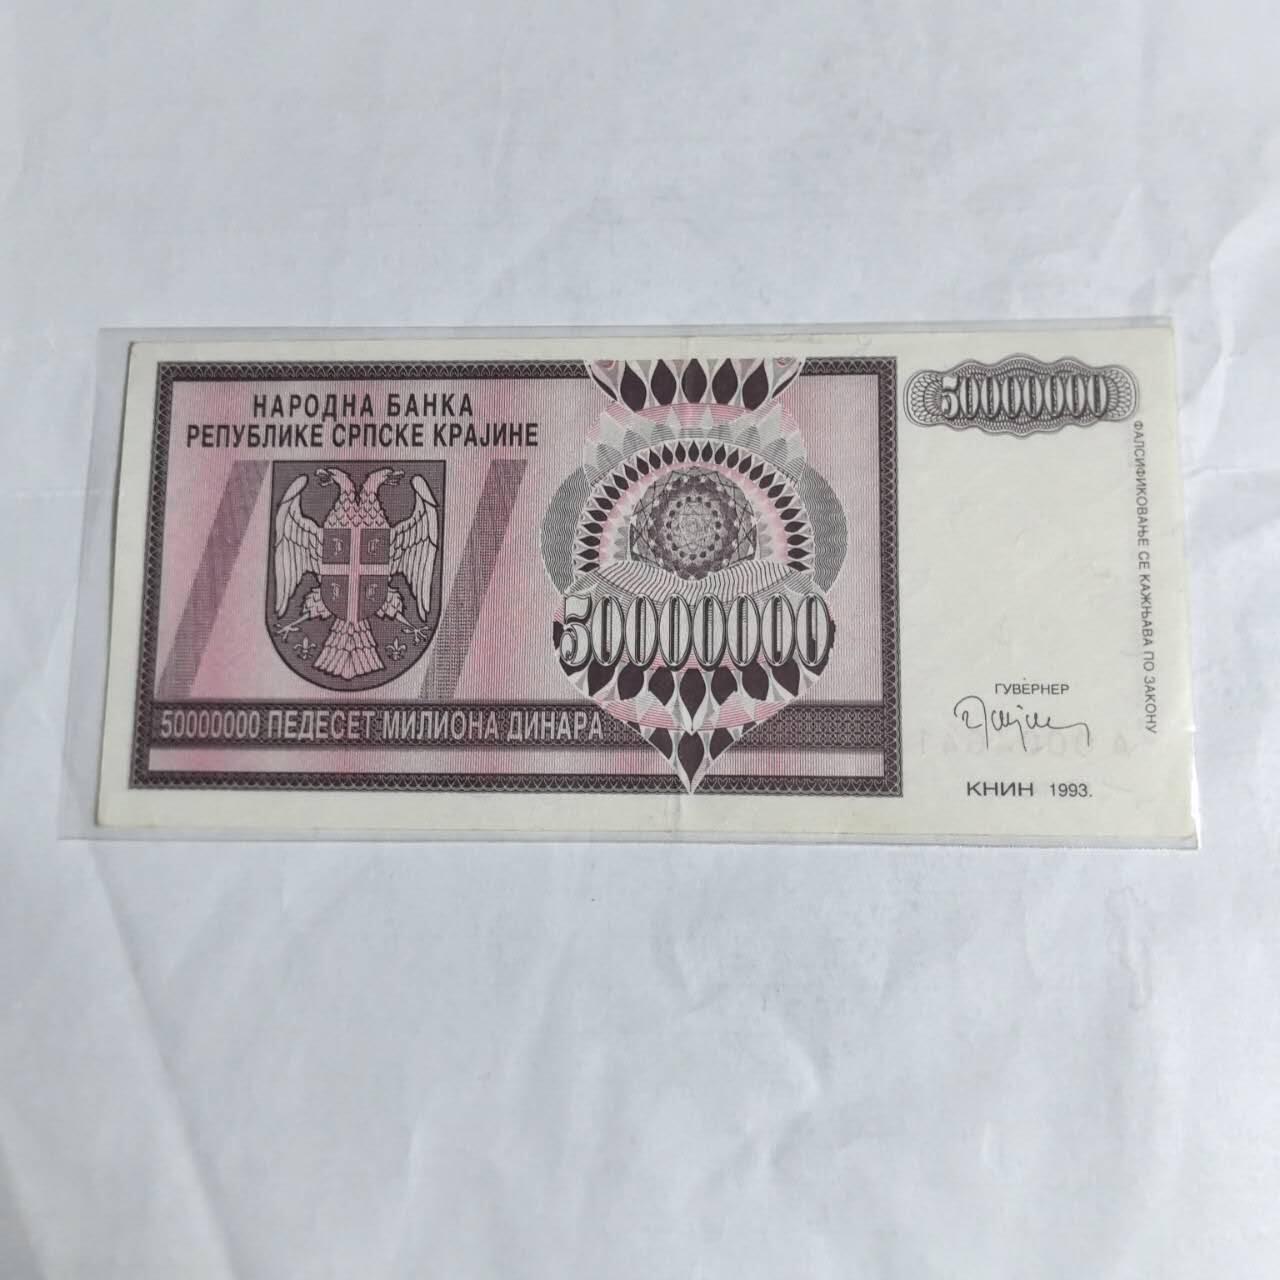 НАРОДНА БАНКА
РЕПУБЛИКЕ СРПСКЕ КРАЈИНЕ
50000000
50000000
50000000 ПЕДЕСЕТ МИЛИОНА ДИНАРА
ФАЛСИФИКОВАЊЕ СЕ КАЖЊАВА ПО ЗАКОНУ
ГУВЕРНЕР
КНИН 1993.